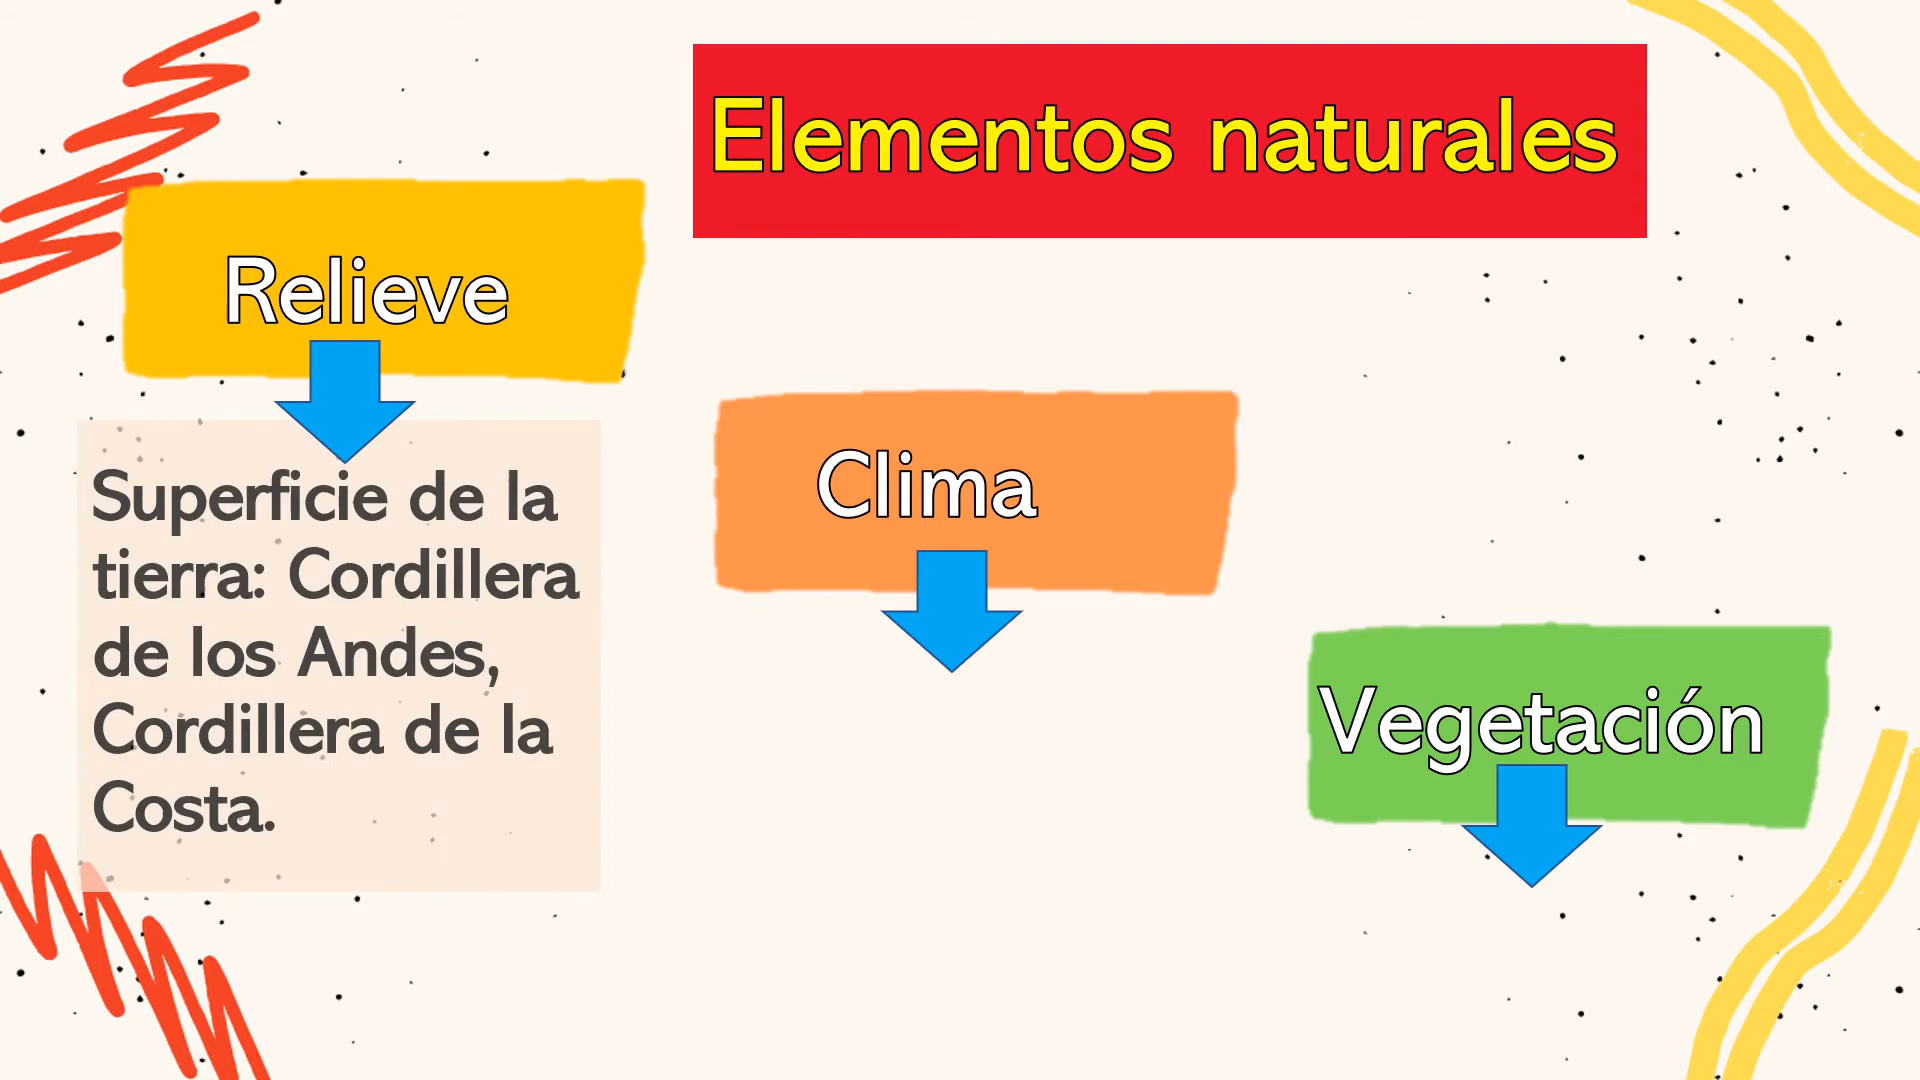 Elementos naturales
Relieve
Superficie de la
tierra: Cordillera
de los Andes,
Cordillera de la
Costa.
Clima
Vegetación